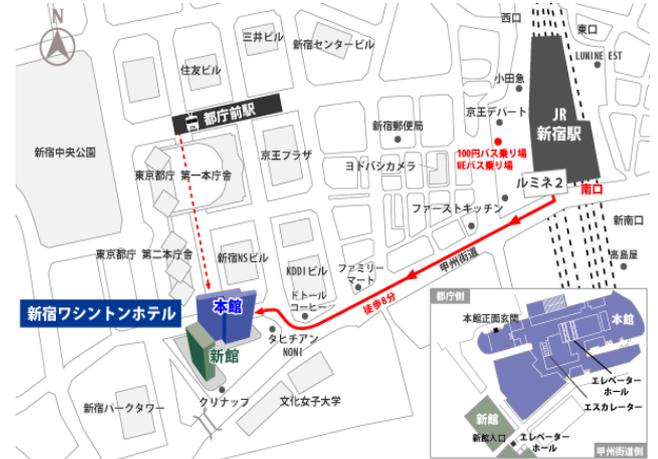 N
三井ビル
新宿センタービル
西口
東口
LUMINE EST
住友ビル
小田急
京王デパート
JR
新宿駅
都庁前駅
新宿郵便局
100円バス乗り場
WEバス乗り場
新宿中央公園
京王プラザ
ヨドバシカメラ
東京都庁 第一本庁舎
ルミネ2
南口
ファーストキッチン
新南口
東京都庁 第二本庁舎
新宿NSビル
KDDIビル
ファミリー
マート
甲州街道
高島屋
徒歩8分
ドトール
コーヒー
新宿ワシントンホテル
本館
新館
タヒチアン
NONI
クリナップ
新宿パークタワー
文化女子大学
都庁側
本館正面玄関
本館
エレベーター
ホール
エスカレーター
新館
新館入口
エレベーター
ホール
甲州街道側